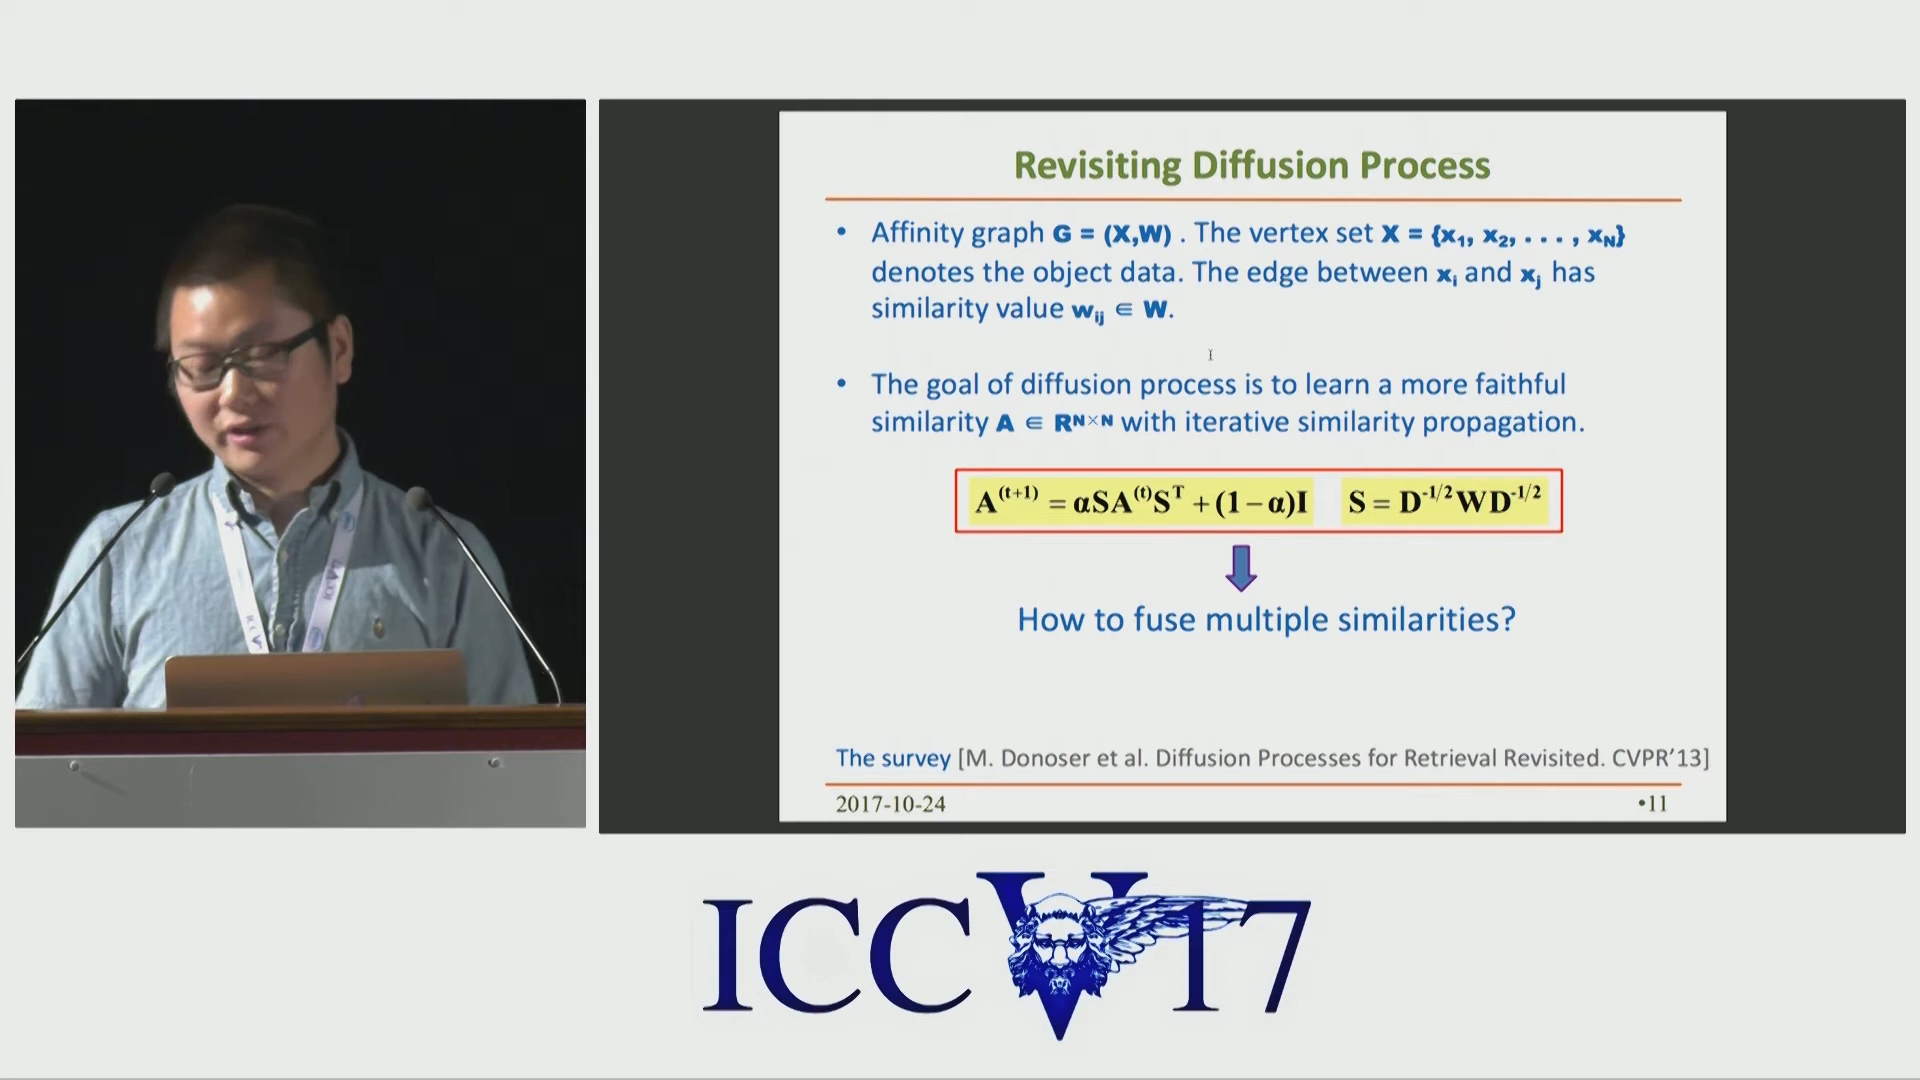 Revisiting Diffusion Process
• Affinity graph G = (X,W) . The vertex set X = {x₁, x₂, . . . , x_N}
denotes the object data. The edge between xᵢ and xⱼ has
similarity value wᵢⱼ ∈ W.
• The goal of diffusion process is to learn a more faithful
similarity A ∈ Rᴺ×ᴺ with iterative similarity propagation.
A⁽ᵗ⁺¹⁾ = αSA⁽ᵗ⁾Sᵀ + (1−α)I S = D⁻¹/²WD⁻¹/²
How to fuse multiple similarities?
The survey [M. Donoser et al. Diffusion Processes for Retrieval Revisited. CVPR’13]
2017-10-24 •11
ICCV17